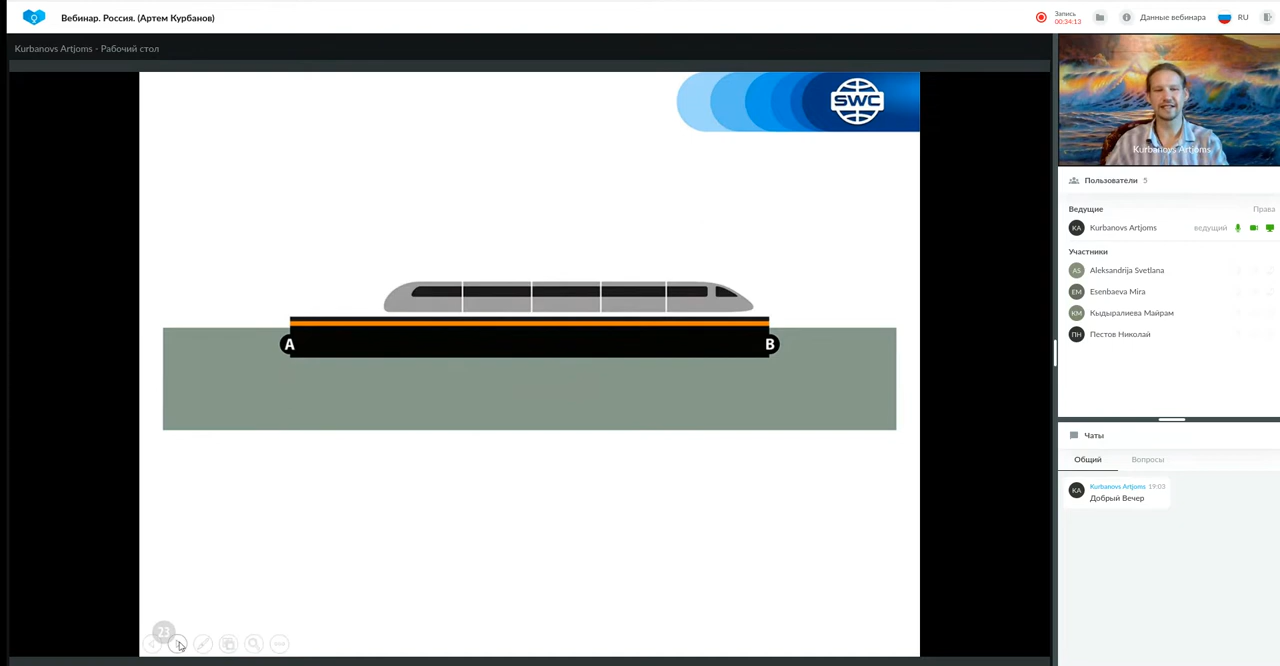 Вебинар. Россия. (Артем Курбанов)
Запись
00:34:13
Данные вебинара
RU
Kurbanovs Artjoms - Рабочий стол
SWC
A
B
23
Kurbanovs Artjoms
Пользователи 5
Ведущие
Права
KA Kurbanovs Artjoms ведущий
Участники
AS Aleksandrija Svetlana
EM Esenbaeva Mira
КМ Кыдыралиева Майрам
ПН Пестов Николай
Чаты
Общий Вопросы
KA Kurbanovs Artjoms 19:03
Добрый Вечер